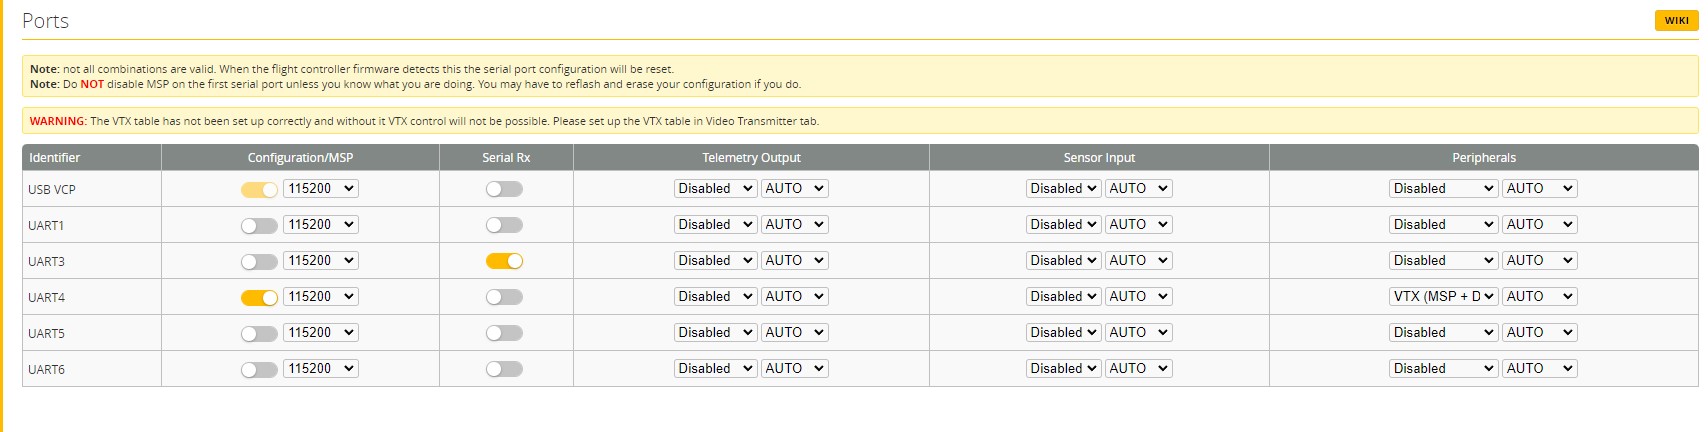 Ports
WIKI
Note: not all combinations are valid. When the flight controller firmware detects this the serial port configuration will be reset.
Note: Do NOT disable MSP on the first serial port unless you know what you are doing. You may have to reflash and erase your configuration if you do.
WARNING: The VTX table has not been set up correctly and without it VTX control will not be possible. Please set up the VTX table in Video Transmitter tab.
Identifier Configuration/MSP Serial Rx Telemetry Output Sensor Input Peripherals
USB VCP 115200 Disabled AUTO Disabled AUTO Disabled AUTO
UART1 115200 Disabled AUTO Disabled AUTO Disabled AUTO
UART3 115200 Disabled AUTO Disabled AUTO Disabled AUTO
UART4 115200 Disabled AUTO Disabled AUTO VTX (MSP + D AUTO
UART5 115200 Disabled AUTO Disabled AUTO Disabled AUTO
UART6 115200 Disabled AUTO Disabled AUTO Disabled AUTO